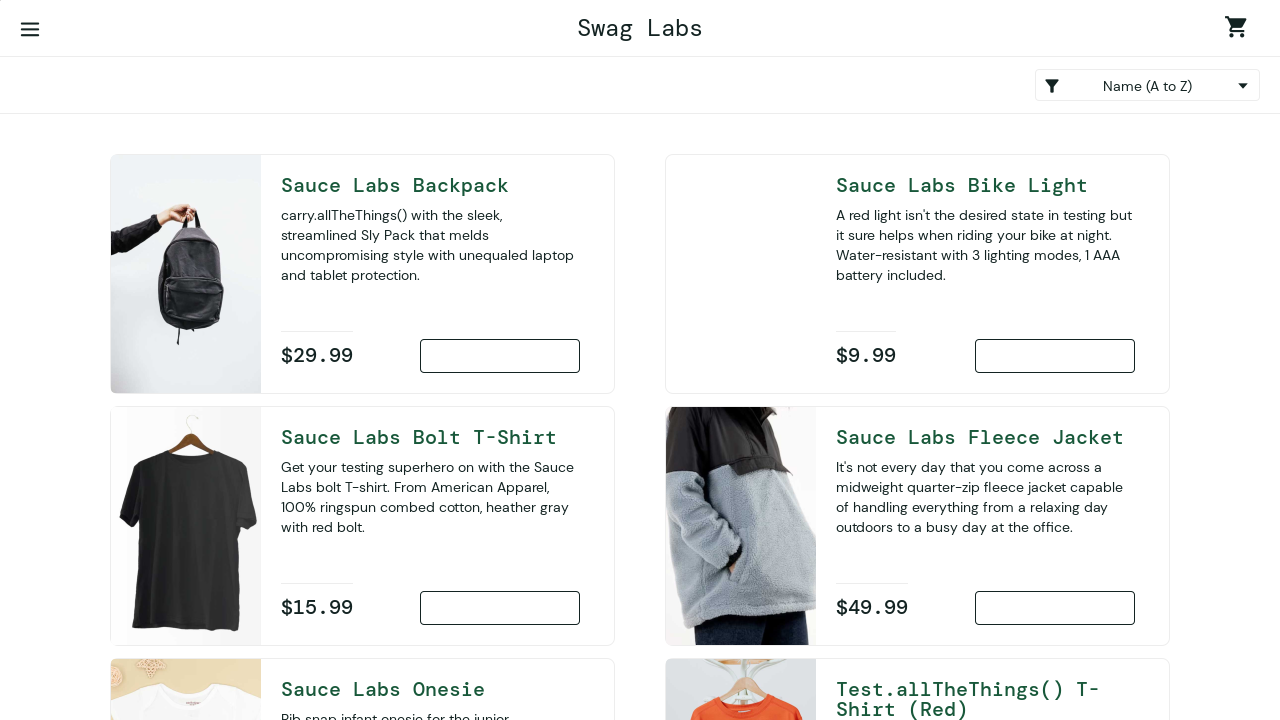 Swag Labs
Name (A to Z)
Sauce Labs Backpack
carry.allTheThings() with the sleek,
streamlined Sly Pack that melds
uncompromising style with unequaled laptop
and tablet protection.
$29.99
Sauce Labs Bike Light
A red light isn't the desired state in testing but
it sure helps when riding your bike at night.
Water-resistant with 3 lighting modes, 1 AAA
battery included.
$9.99
Sauce Labs Bolt T-Shirt
Get your testing superhero on with the Sauce
Labs bolt T-shirt. From American Apparel,
100% ringspun combed cotton, heather gray
with red bolt.
$15.99
Sauce Labs Fleece Jacket
It's not every day that you come across a
midweight quarter-zip fleece jacket capable
of handling everything from a relaxing day
outdoors to a busy day at the office.
$49.99
Sauce Labs Onesie
Rib snap infant onesie for the junior
Test.allTheThings() T-
Shirt (Red)